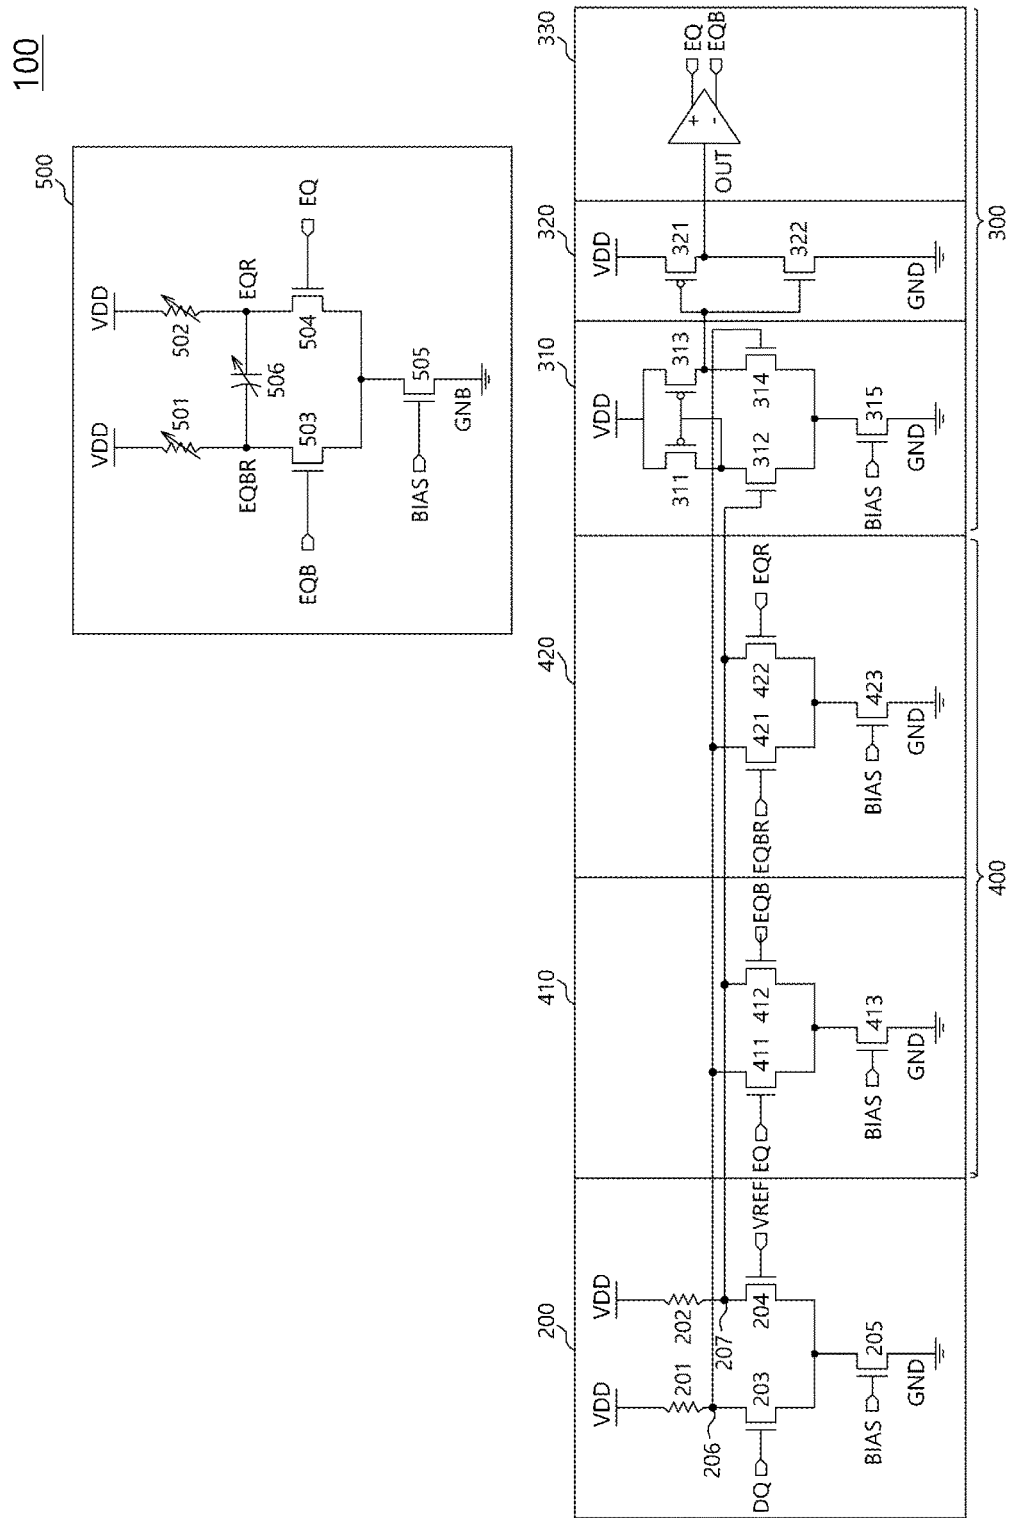 100
500
VDD
VDD
501
502
EQBR
EQR
506
EQB
503
504
EQ
BIAS
505
GNB
200
VDD
VDD
201
202
206
207
DQ
203
204
VREF
BIAS
205
GND
410
EQ
411
412
EQB
BIAS
413
GND
420
EQBR
421
422
EQR
BIAS
423
GND
400
310
VDD
311
313
312
314
BIAS
315
GND
320
VDD
321
322
GND
330
OUT
+
-
EQ
EQB
300